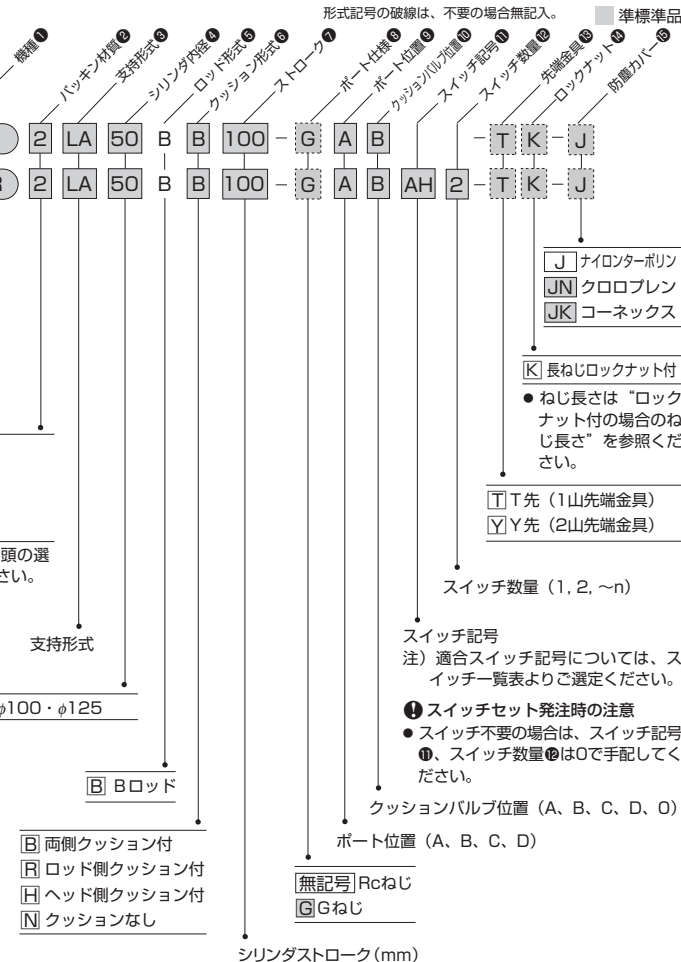 形式記号の破線は、不要の場合無記入。
準標準品
機種❶
パッキン材質❷
支持形式❸
シリンダ内径❹
ロッド形式❺
クッション形式❻
ストローク❼
ポート仕様❽
ポート位置❾
クッションバルブ位置❿
スイッチ記号⓫
スイッチ数量⓬
先端金具⓭
ロックナット⓮
防塵カバー⓯
2 LA 50 B B 100 - G A B - T K - J
R 2 LA 50 B B 100 - G A B AH 2 - T K - J
J ナイロンターポリン
JN クロロプレン
JK コーネックス
K 長ねじロックナット付
● ねじ長さは“ロック
ナット付の場合のね
じ長さ”を参照くだ
さい。
T T先（1山先端金具）
Y Y先（2山先端金具）
頭の選
さい。
スイッチ数量（1, 2, ～n）
支持形式
スイッチ記号
注）適合スイッチ記号については、ス
イッチ一覧表よりご選定ください。
φ100・φ125
スイッチセット発注時の注意
● スイッチ不要の場合は、スイッチ記号
⓫、スイッチ数量⓬は0で手配してく
ださい。
B Bロッド
クッションバルブ位置（A、B、C、D、0）
ポート位置（A、B、C、D）
B 両側クッション付
R ロッド側クッション付
H ヘッド側クッション付
N クッションなし
無記号 Rcねじ
G Gねじ
シリンダストローク(mm)